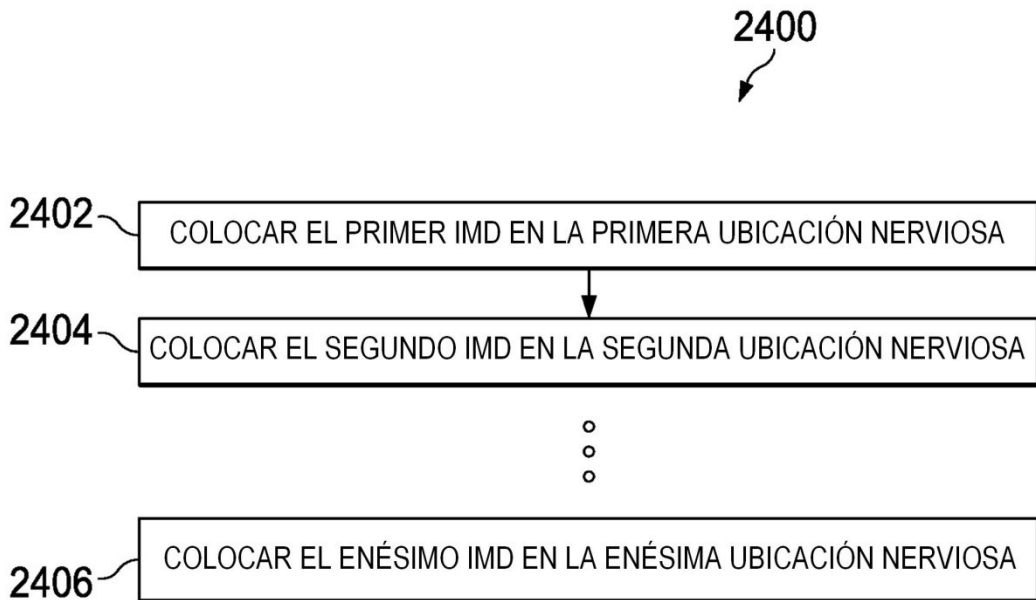 2400
2402
COLOCAR EL PRIMER IMD EN LA PRIMERA UBICACIÓN NERVIOSA
2404
COLOCAR EL SEGUNDO IMD EN LA SEGUNDA UBICACIÓN NERVIOSA
COLOCAR EL ENÉSIMO IMD EN LA ENÉSIMA UBICACIÓN NERVIOSA
2406